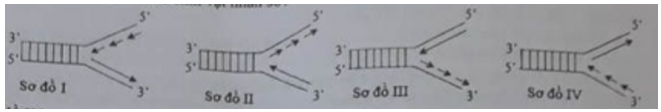 5' 5' 5' 5'
3' 3' 3' 3'
5' 5' 5' 5'
3' 3' 3' 3'
Sơ đồ I Sơ đồ II Sơ đồ III Sơ đồ IV